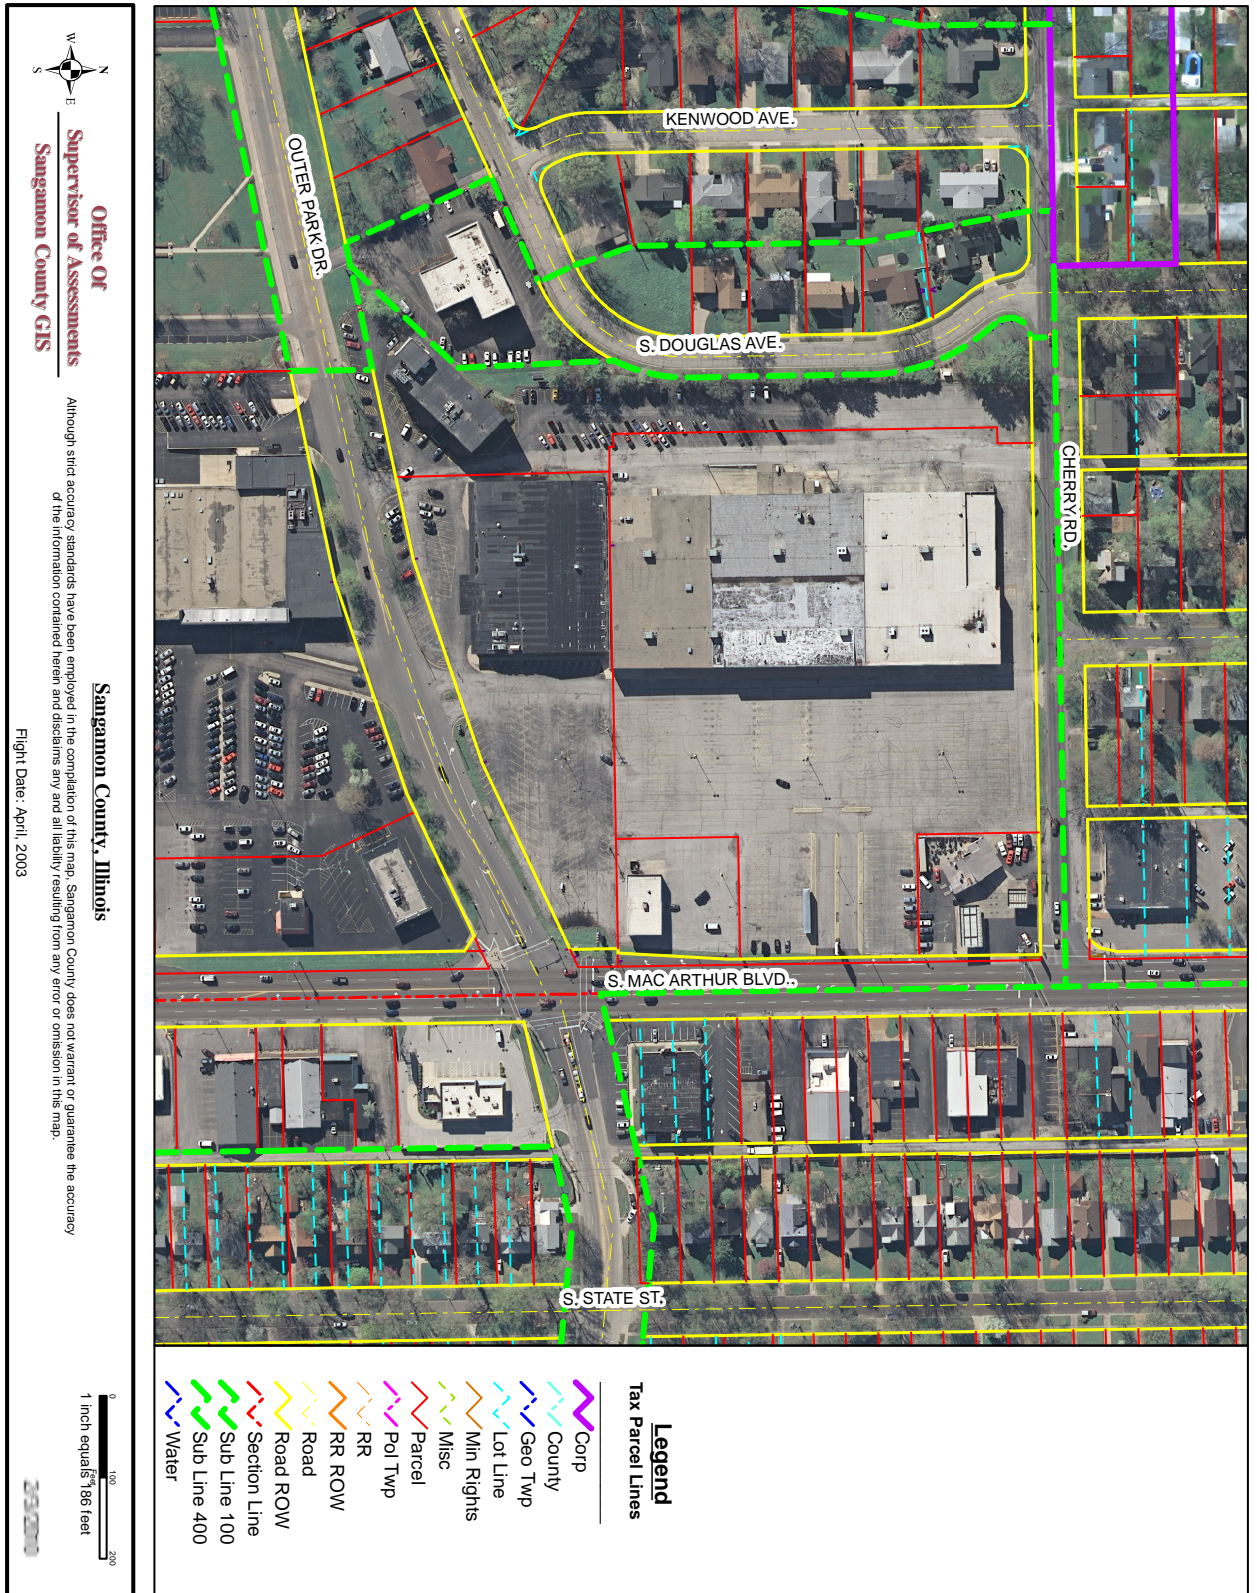 KENWOOD AVE.
OUTER PARK DR.
S. DOUGLAS AVE.
CHERRY RD.
S. MAC ARTHUR BLVD.
S. STATE ST.
Legend
Tax Parcel Lines
Corp
County
Geo Twp
Lot Line
Min Rights
Misc
Parcel
Pol Twp
RR
RR ROW
Road
Road ROW
Section Line
Sub Line 100
Sub Line 400
Water
N
W
E
S
Office Of
Supervisor of Assessments
Sangamon County GIS
Sangamon County, Illinois
Although strict accuracy standards have been employed in the compilation of this map, Sangamon County does not warrant or guarantee the accuracy
of the information contained herein and disclaims any and all liability resulting from any error or omission in this map.
Flight Date: April, 2003
0 100 200
Feet
1 inch equals 186 feet